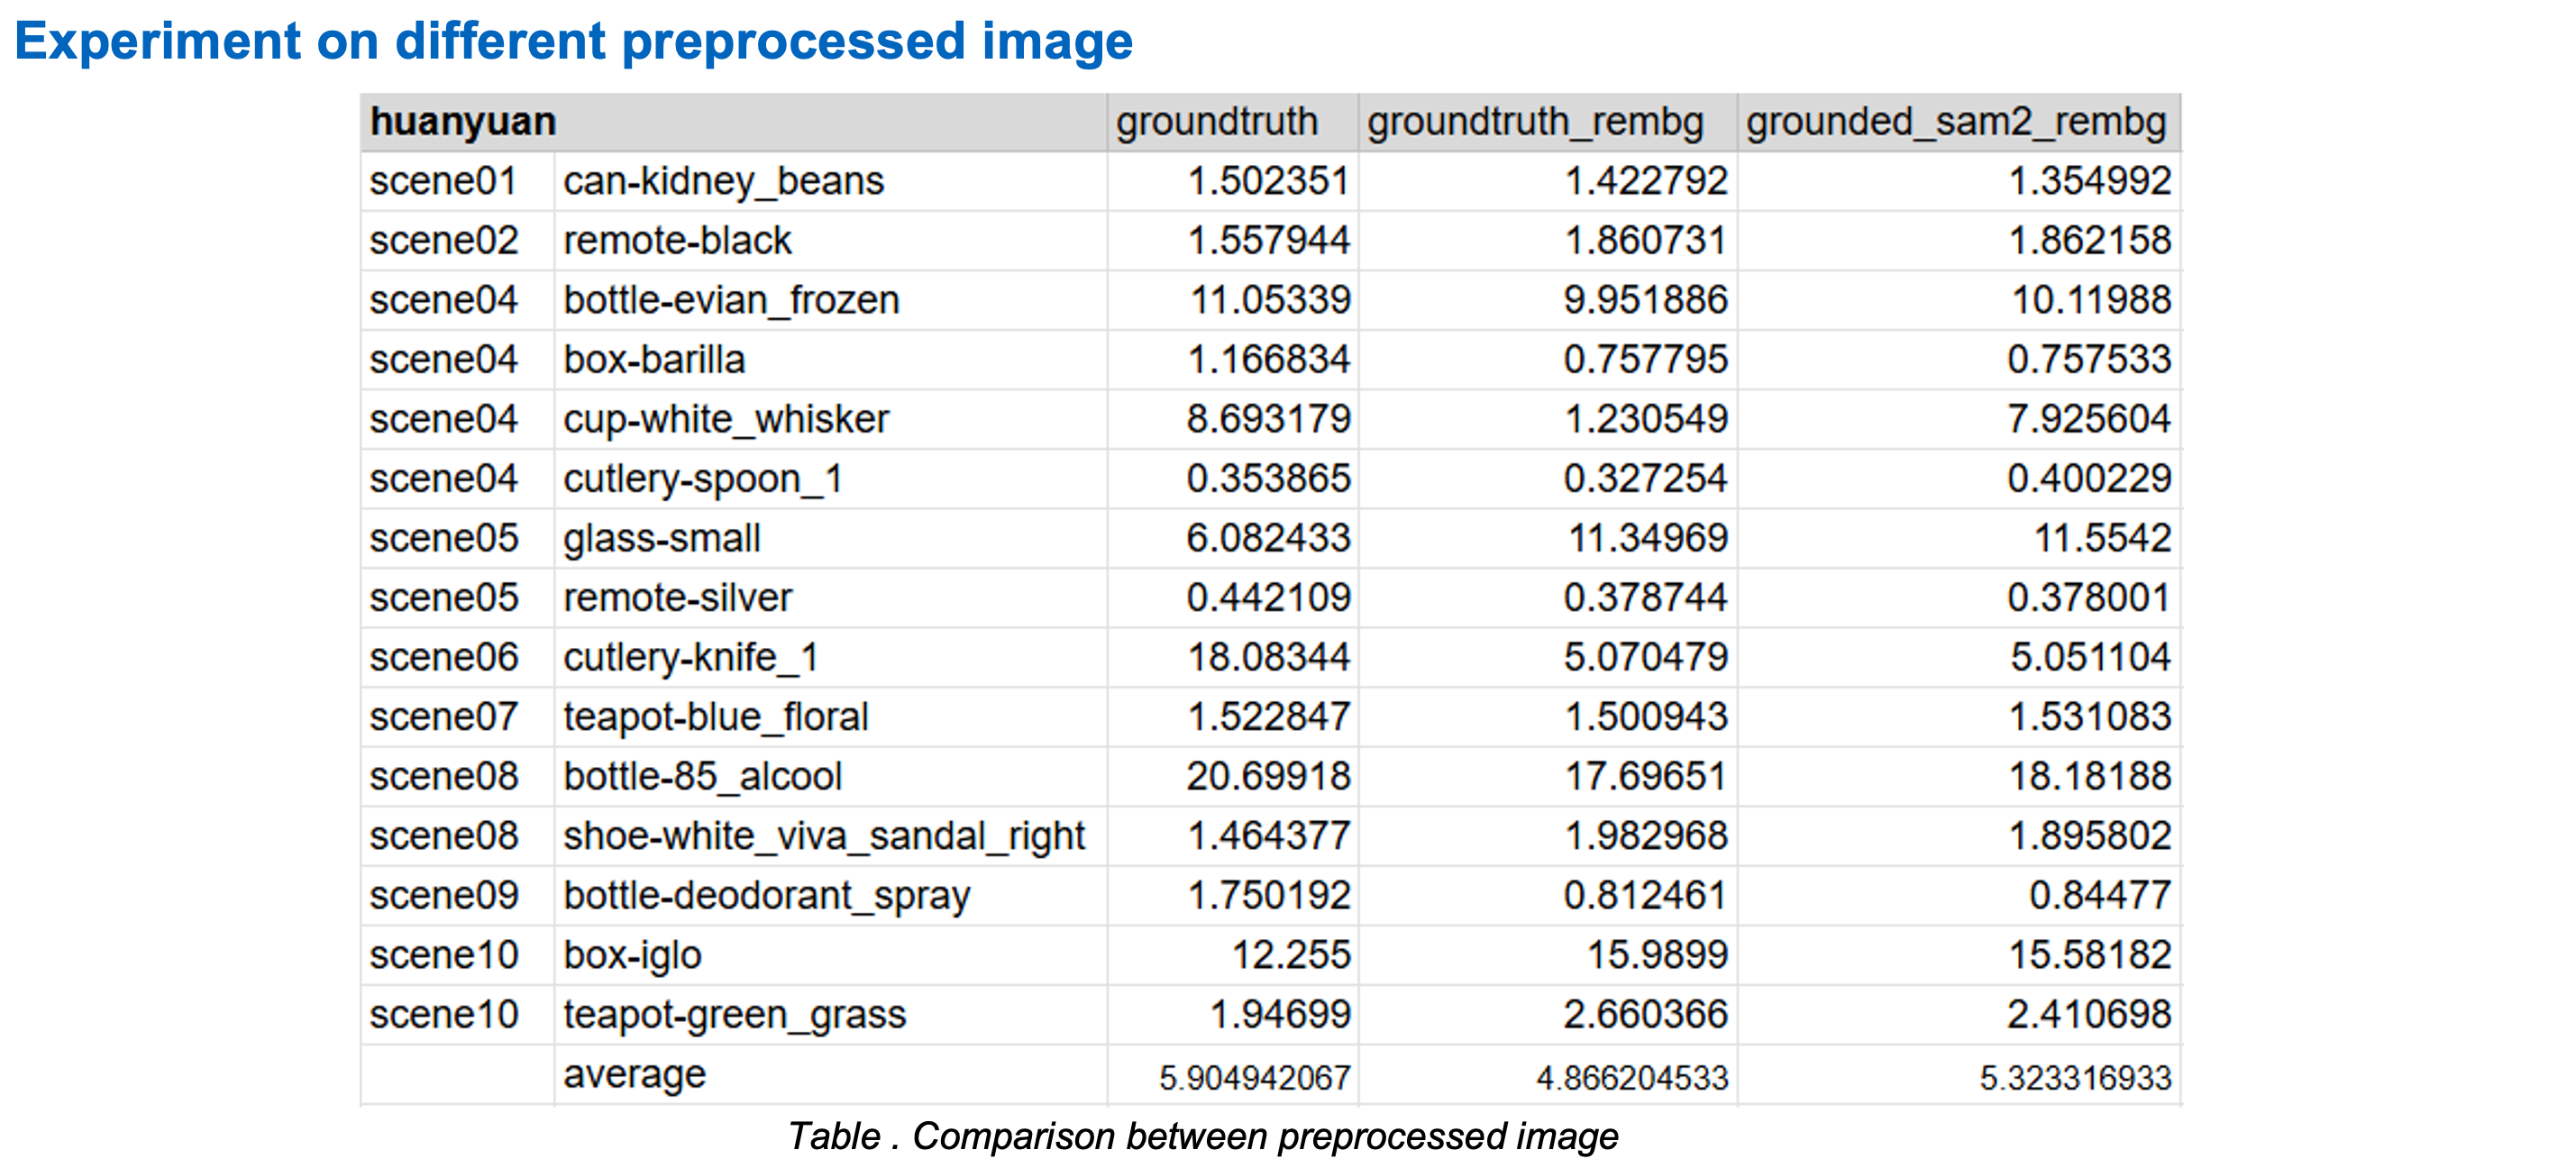 Experiment on different preprocessed image
huanyuan groundtruth groundtruth_rembg grounded_sam2_rembg
scene01 can-kidney_beans 1.502351 1.422792 1.354992
scene02 remote-black 1.557944 1.860731 1.862158
scene04 bottle-evian_frozen 11.05339 9.951886 10.11988
scene04 box-barilla 1.166834 0.757795 0.757533
scene04 cup-white_whisker 8.693179 1.230549 7.925604
scene04 cutlery-spoon_1 0.353865 0.327254 0.400229
scene05 glass-small 6.082433 11.34969 11.5542
scene05 remote-silver 0.442109 0.378744 0.378001
scene06 cutlery-knife_1 18.08344 5.070479 5.051104
scene07 teapot-blue_floral 1.522847 1.500943 1.531083
scene08 bottle-85_alcool 20.69918 17.69651 18.18188
scene08 shoe-white_viva_sandal_right 1.464377 1.982968 1.895802
scene09 bottle-deodorant_spray 1.750192 0.812461 0.84477
scene10 box-iglo 12.255 15.9899 15.58182
scene10 teapot-green_grass 1.94699 2.660366 2.410698
average 5.904942067 4.866204533 5.323316933
Table . Comparison between preprocessed image